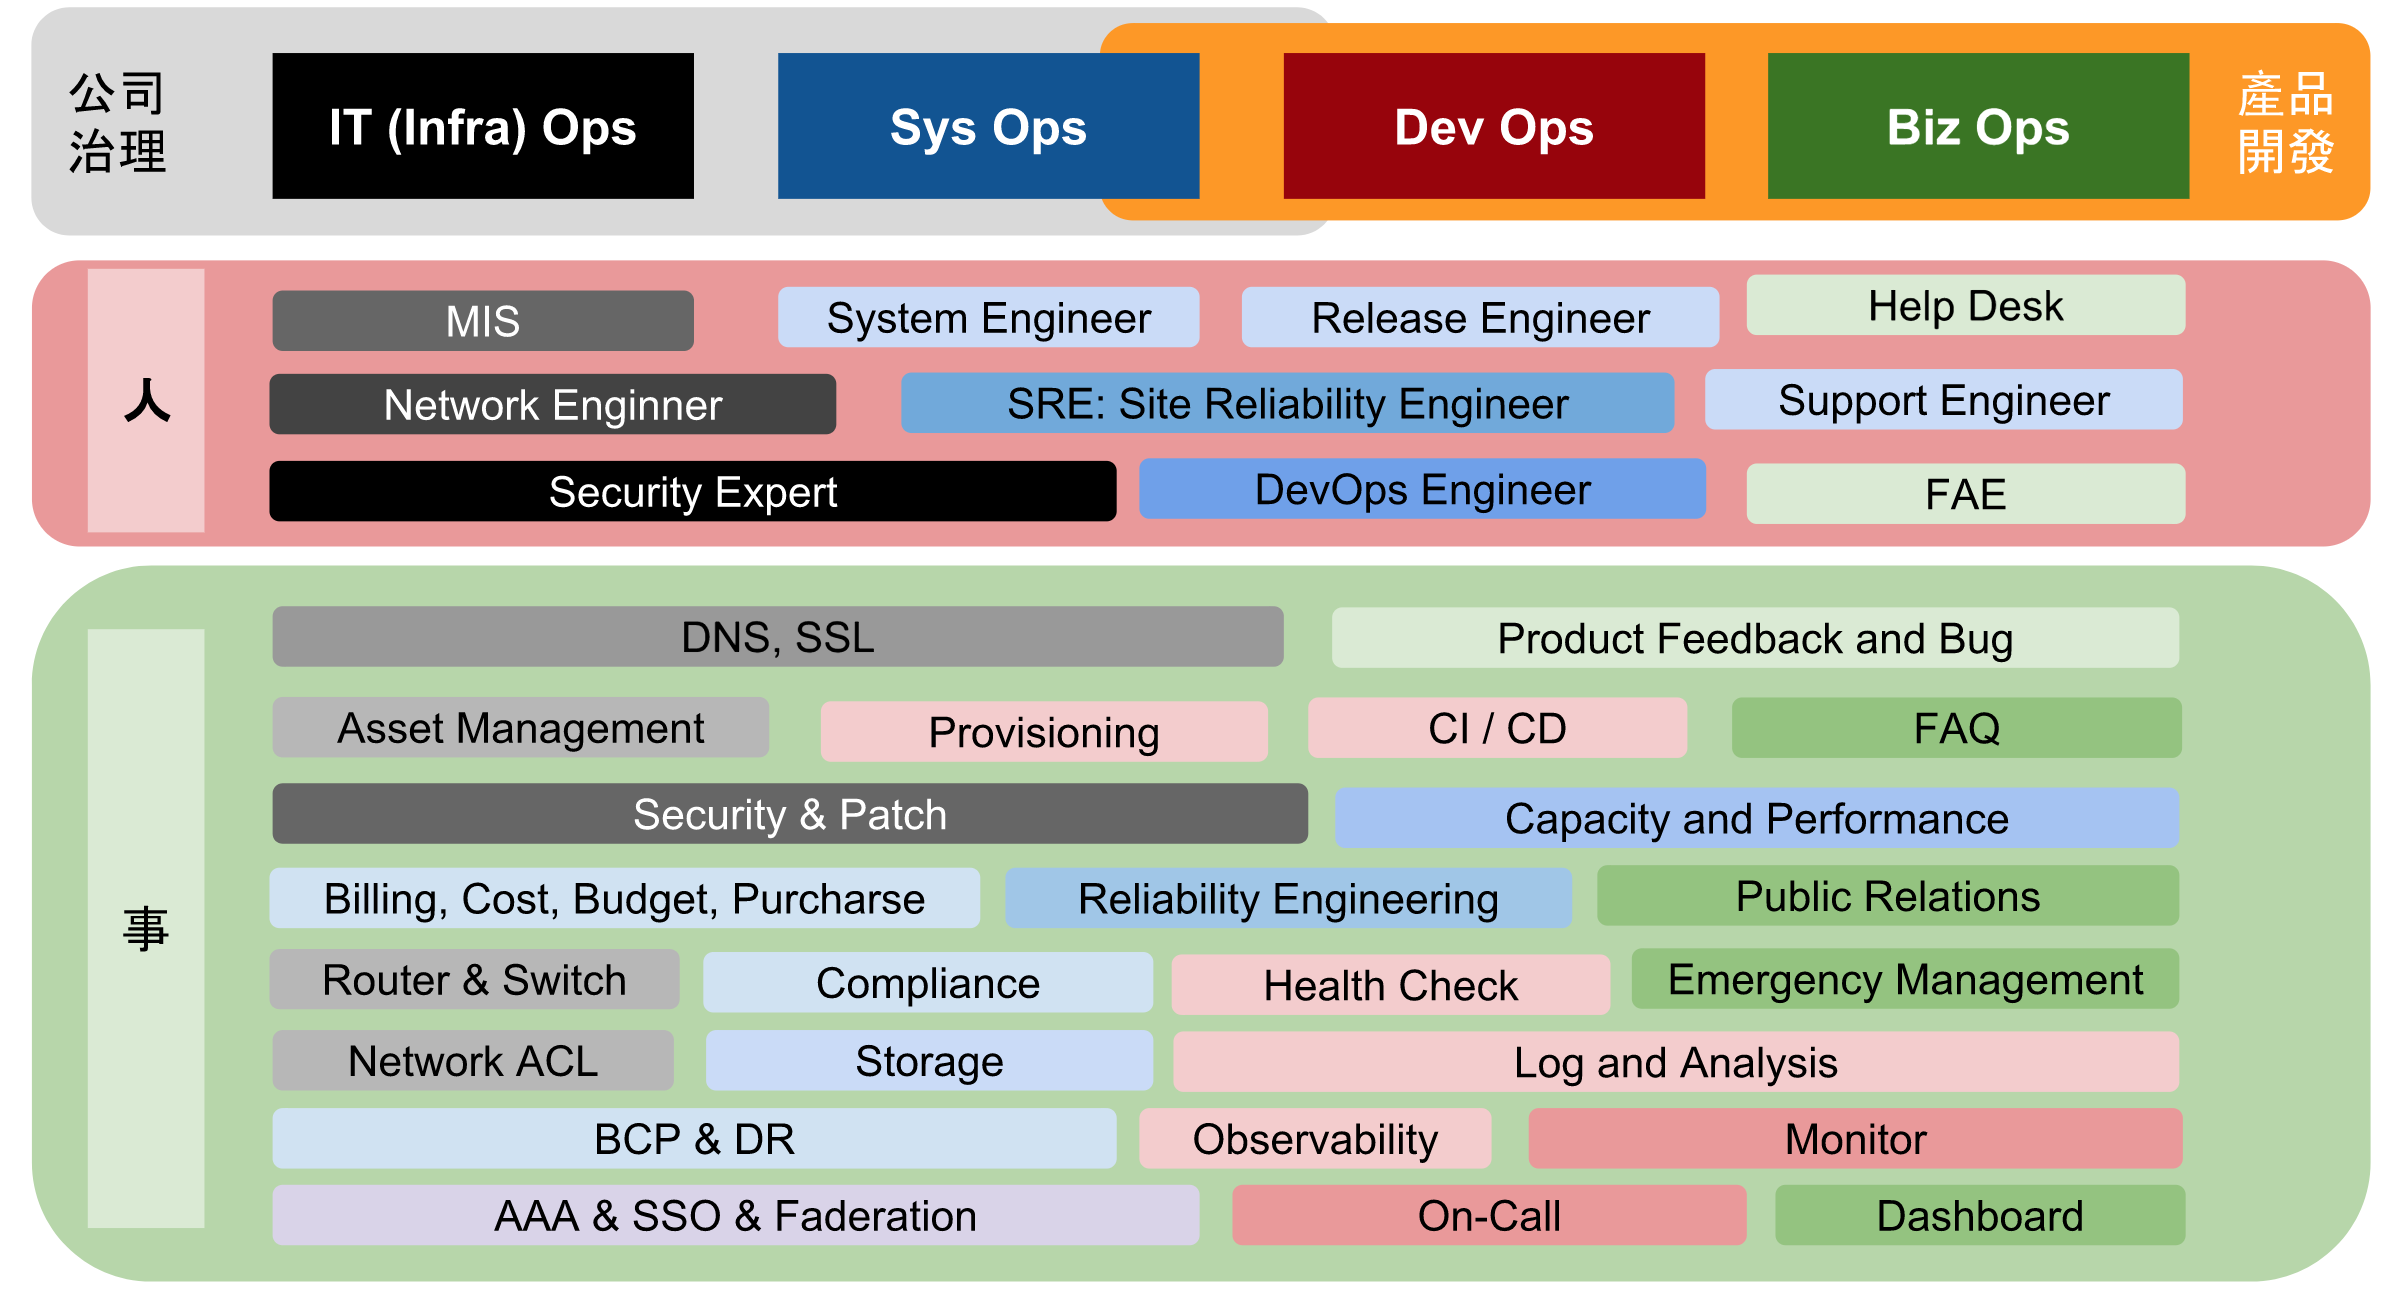 公司
治理
IT (Infra) Ops
Sys Ops
Dev Ops
Biz Ops
產品
開發
人
MIS
System Engineer
Release Engineer
Help Desk
Network Enginner
SRE: Site Reliability Engineer
Support Engineer
Security Expert
DevOps Engineer
FAE
事
DNS, SSL
Product Feedback and Bug
Asset Management
Provisioning
CI / CD
FAQ
Security & Patch
Capacity and Performance
Billing, Cost, Budget, Purcharse
Reliability Engineering
Public Relations
Router & Switch
Compliance
Health Check
Emergency Management
Network ACL
Storage
Log and Analysis
BCP & DR
Observability
Monitor
AAA & SSO & Faderation
On-Call
Dashboard